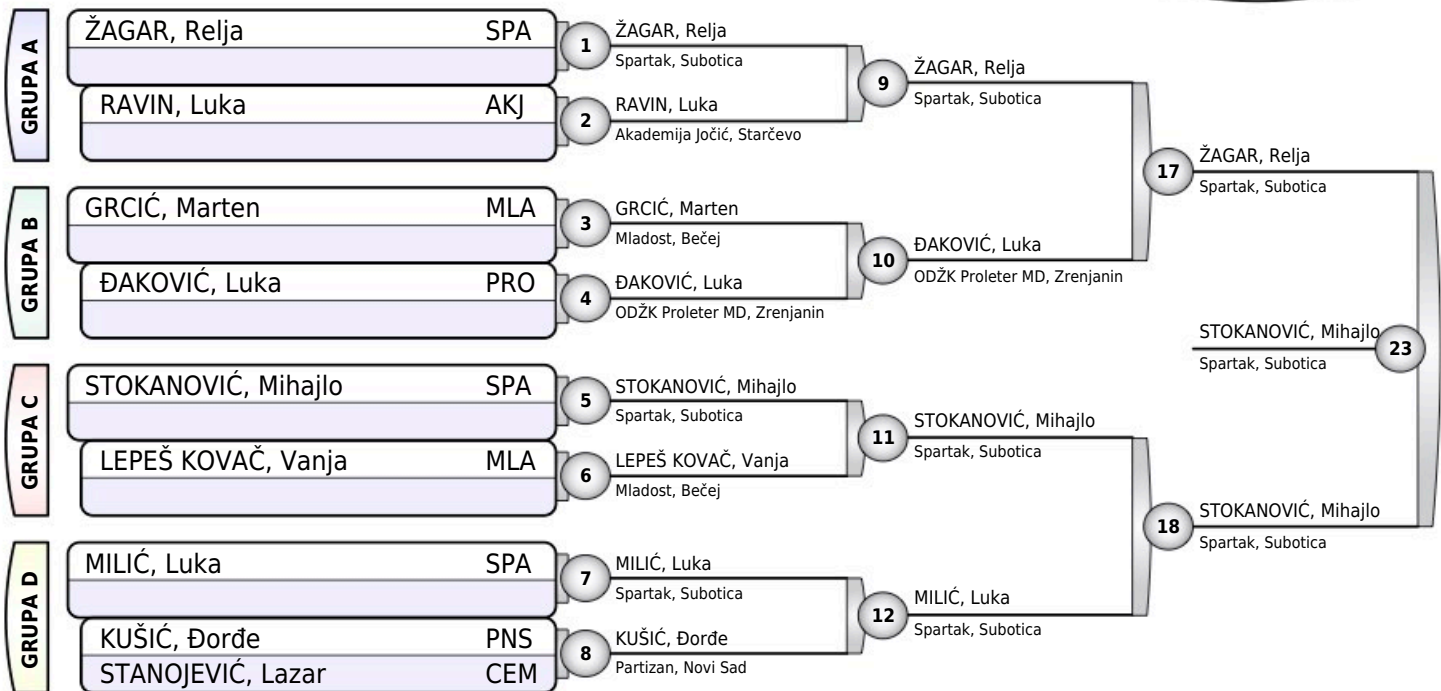 GRUPA A
ŽAGAR, Relja SPA
RAVIN, Luka AKJ
1
ŽAGAR, Relja
Spartak, Subotica
2
RAVIN, Luka
Akademija Jočić, Starčevo
9
ŽAGAR, Relja
Spartak, Subotica
GRUPA B
GRCIĆ, Marten MLA
ĐAKOVIĆ, Luka PRO
3
GRCIĆ, Marten
Mladost, Bečej
4
ĐAKOVIĆ, Luka
ODŽK Proleter MD, Zrenjanin
10
ĐAKOVIĆ, Luka
ODŽK Proleter MD, Zrenjanin
17
ŽAGAR, Relja
Spartak, Subotica
GRUPA C
STOKANOVIĆ, Mihajlo SPA
LEPEŠ KOVAČ, Vanja MLA
5
STOKANOVIĆ, Mihajlo
Spartak, Subotica
6
LEPEŠ KOVAČ, Vanja
Mladost, Bečej
11
STOKANOVIĆ, Mihajlo
Spartak, Subotica
GRUPA D
MILIĆ, Luka SPA
KUŠIĆ, Đorđe PNS
STANOJEVIĆ, Lazar CEM
7
MILIĆ, Luka
Spartak, Subotica
8
KUŠIĆ, Đorđe
Partizan, Novi Sad
12
MILIĆ, Luka
Spartak, Subotica
18
STOKANOVIĆ, Mihajlo
Spartak, Subotica
STOKANOVIĆ, Mihajlo
Spartak, Subotica
23